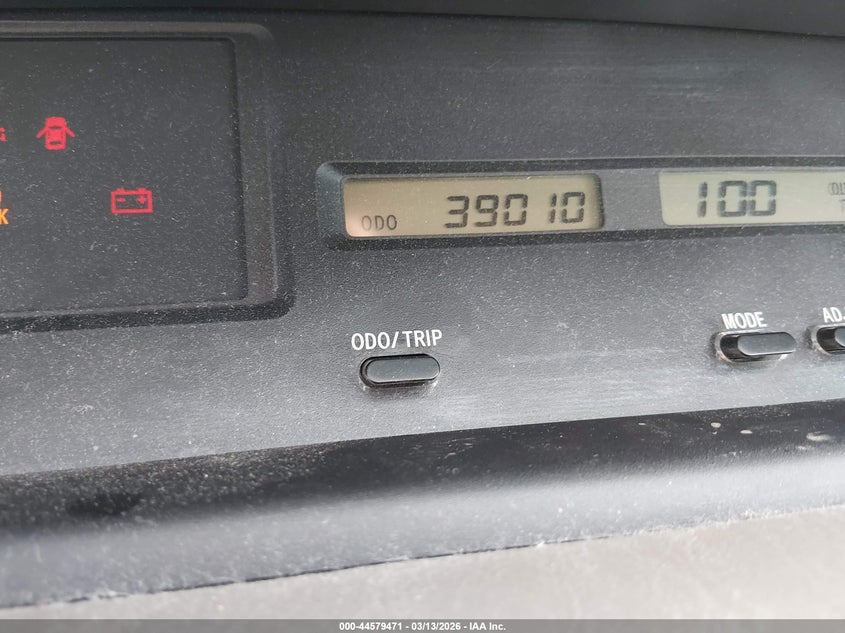 ODO 39010
100
ODO/TRIP
MODE
000-44579471 - 03/13/2026 - IAA Inc.